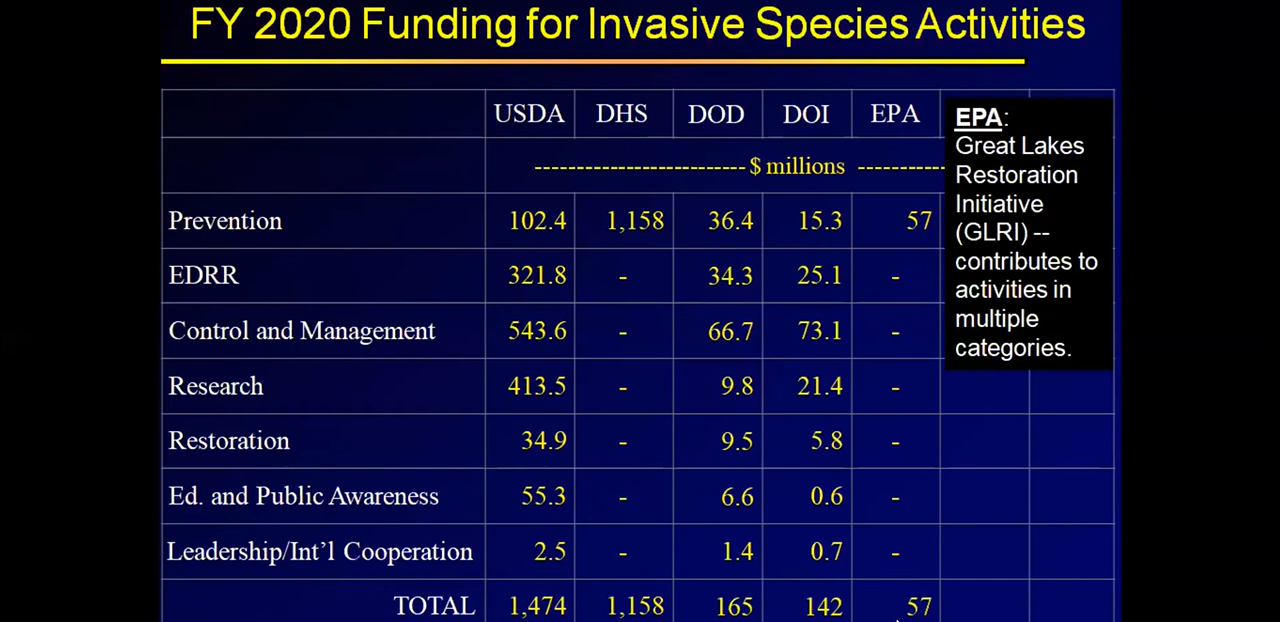 FY 2020 Funding for Invasive Species Activities
USDA DHS DOD DOI EPA
------------------------- $ millions -----------
Prevention 102.4 1,158 36.4 15.3 57
EDRR 321.8 - 34.3 25.1 -
Control and Management 543.6 - 66.7 73.1 -
Research 413.5 - 9.8 21.4 -
Restoration 34.9 - 9.5 5.8 -
Ed. and Public Awareness 55.3 - 6.6 0.6 -
Leadership/Int’l Cooperation 2.5 - 1.4 0.7 -
TOTAL 1,474 1,158 165 142 57
EPA:
Great Lakes
Restoration
Initiative
(GLRI) --
contributes to
activities in
multiple
categories.